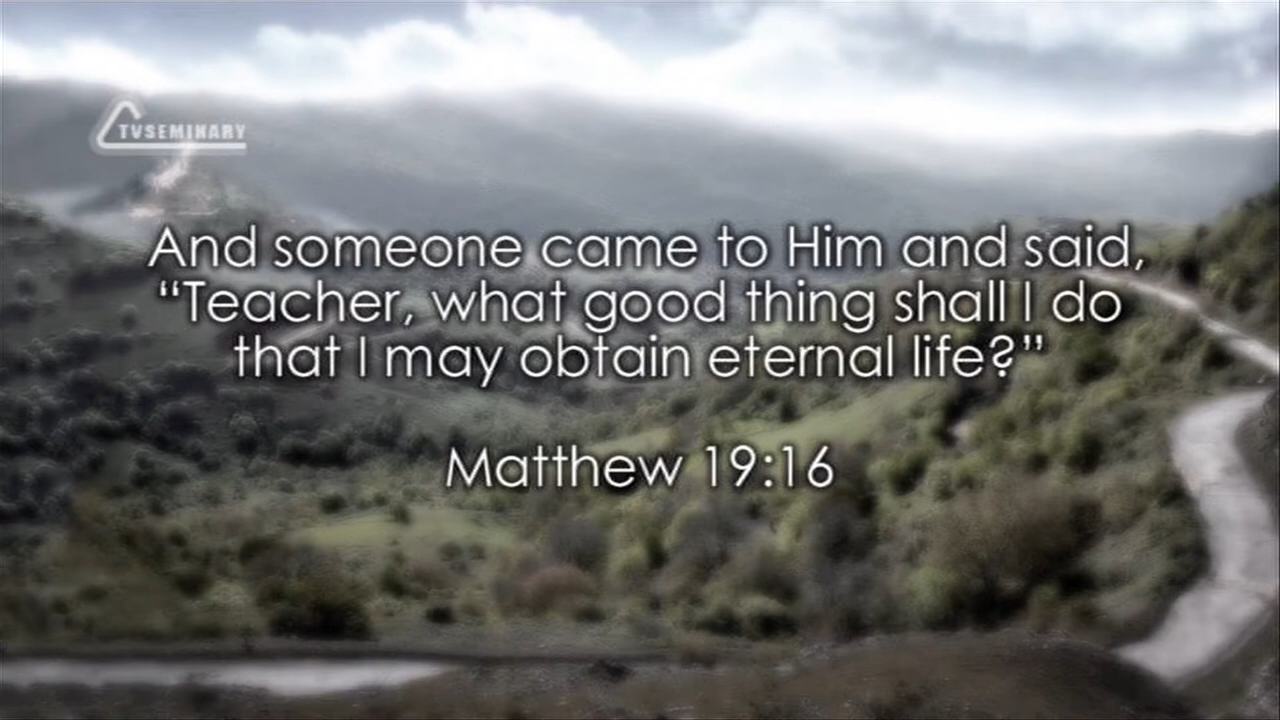 TVSEMINARY
And someone came to Him and said,
“Teacher, what good thing shall I do
that I may obtain eternal life?”
Matthew 19:16